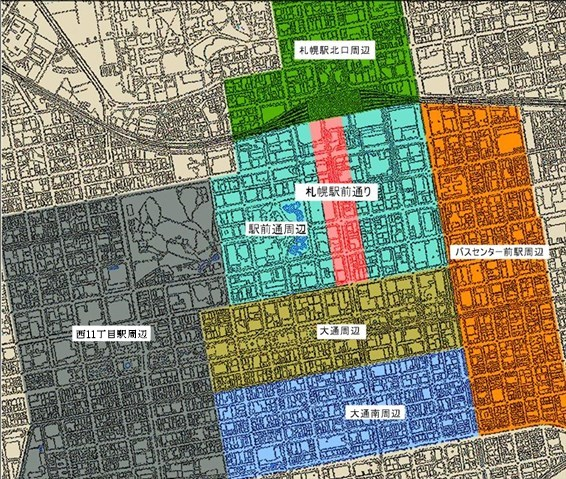 札幌駅北口周辺
札幌駅前通り
駅前通周辺
バスセンター前駅周辺
西11丁目駅周辺
大通周辺
大通南周辺